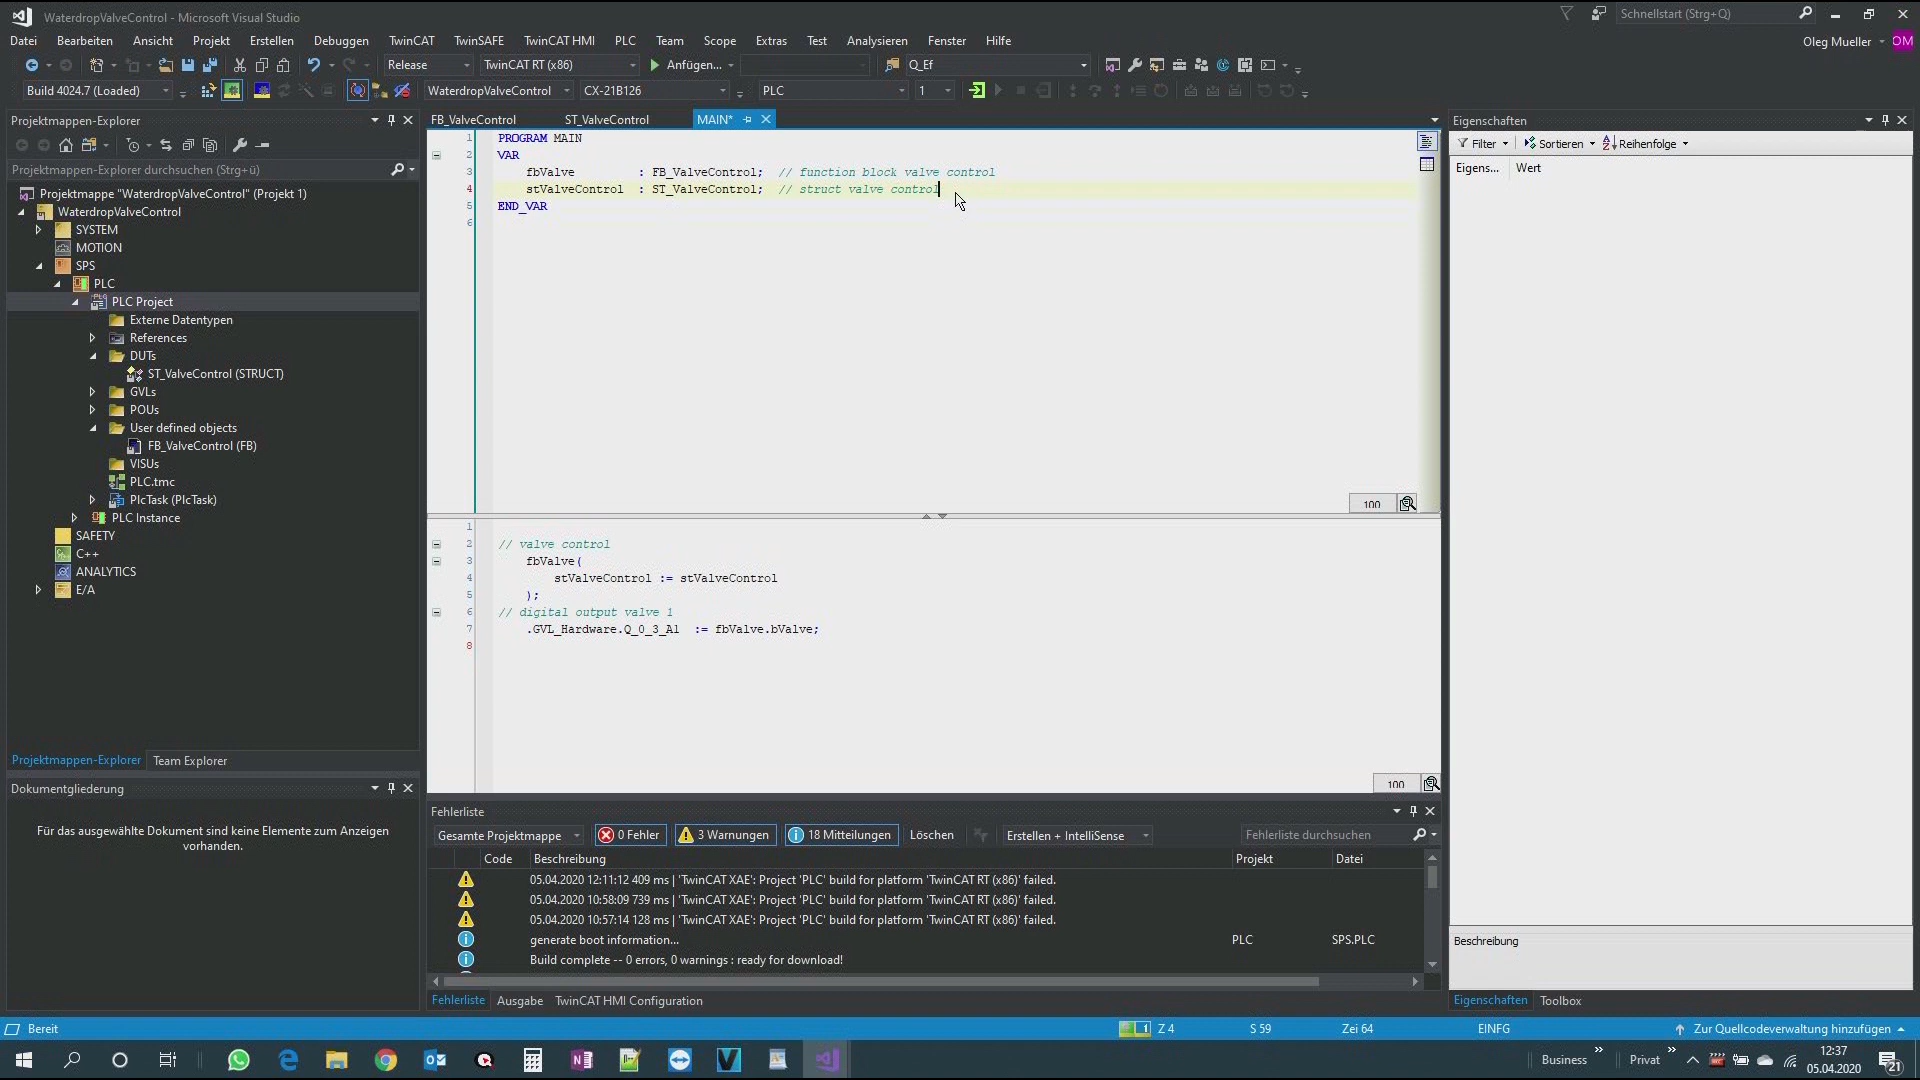 WaterdropValveControl - Microsoft Visual Studio
Schnellstart (Strg+Q)
Datei Bearbeiten Ansicht Projekt Erstellen Debuggen TwinCAT TwinSAFE TwinCAT HMI PLC Team Scope Extras Test Analysieren Fenster Hilfe
Oleg Mueller OM
Release TwinCAT RT (x86) Anfügen... Q_Ef
Build 4024.7 (Loaded) WaterdropValveControl CX-21B126 PLC 1
Projektmappen-Explorer
Projektmappen-Explorer durchsuchen (Strg+ü)
Projektmappe "WaterdropValveControl" (Projekt 1)
WaterdropValveControl
SYSTEM
MOTION
SPS
PLC
PLC Project
Externe Datentypen
References
DUTs
ST_ValveControl (STRUCT)
GVLs
POUs
User defined objects
FB_ValveControl (FB)
VISUs
PLC.tmc
PlcTask (PlcTask)
PLC Instance
SAFETY
C++
ANALYTICS
E/A
Projektmappen-Explorer Team Explorer
Dokumentgliederung
Für das ausgewählte Dokument sind keine Elemente zum Anzeigen
vorhanden.
FB_ValveControl ST_ValveControl MAIN*
1 PROGRAM MAIN
2 VAR
3 fbValve : FB_ValveControl; // function block valve control
4 stValveControl : ST_ValveControl; // struct valve control
5 END_VAR
6
100
1
2 // valve control
3 fbValve(
4 stValveControl := stValveControl
5 );
6 // digital output valve 1
7 .GVL_Hardware.Q_0_3_A1 := fbValve.bValve;
8
100
Fehlerliste
Gesamte Projektmappe 0 Fehler 3 Warnungen 18 Mitteilungen Löschen Erstellen + IntelliSense Fehlerliste durchsuchen
Code Beschreibung Projekt Datei
05.04.2020 12:11:12 409 ms | 'TwinCAT XAE': Project 'PLC' build for platform 'TwinCAT RT (x86)' failed.
05.04.2020 10:58:09 739 ms | 'TwinCAT XAE': Project 'PLC' build for platform 'TwinCAT RT (x86)' failed.
05.04.2020 10:57:14 128 ms | 'TwinCAT XAE': Project 'PLC' build for platform 'TwinCAT RT (x86)' failed.
generate boot information... PLC SPS.PLC
Build complete -- 0 errors, 0 warnings : ready for download!
Fehlerliste Ausgabe TwinCAT HMI Configuration
Eigenschaften
Filter Sortieren Reihenfolge
Eigens... Wert
Beschreibung
Eigenschaften Toolbox
Bereit 1 Z 4 S 59 Zei 64 EINFG Zur Quellcodeverwaltung hinzufügen
Business Privat 12:37
05.04.2020 21